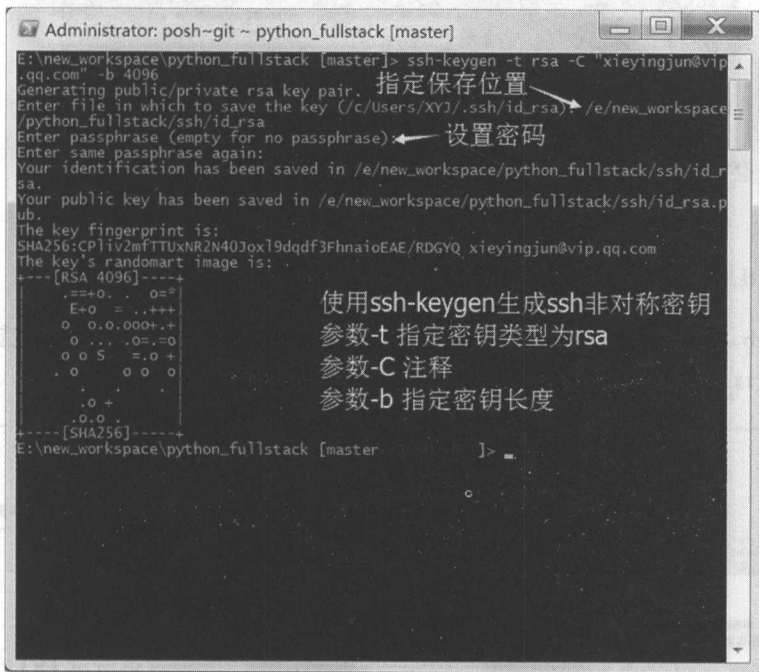 Administrator: posh~git ~ python_fullstack [master]
E:\new_workspace\python_fullstack [master]> ssh-keygen -t rsa -C "xieyingjun@vip
.qq.com" -b 4096
Generating public/private rsa key pair.
指定保存位置
Enter file in which to save the key (/c/Users/XYJ/.ssh/id_rsa): /e/new_workspace
/python_fullstack/ssh/id_rsa
Enter passphrase (empty for no passphrase):
设置密码
Enter same passphrase again:
Your identification has been saved in /e/new_workspace/python_fullstack/ssh/id_r
sa.
Your public key has been saved in /e/new_workspace/python_fullstack/ssh/id_rsa.p
ub.
The key fingerprint is:
SHA256:CPliv2mfTTUxNR2N4OJoxl9dqdf3FhnaioEAE/RDGYQ xieyingjun@vip.qq.com
The key's randomart image is:
+---[RSA 4096]----+
|     .==+o. .  o=*|
|      E+o  = ..+++|
|     o  o.o.ooo+.+|
|      o ... .o=.=o|
|     o o S   =.o +|
|    . o     o o  o|
|       .    .    .|
|       .o +       |
|      .o.o .      |
+----[SHA256]-----+
使用ssh-keygen生成ssh非对称密钥
参数-t 指定密钥类型为rsa
参数-C 注释
参数-b 指定密钥长度
E:\new_workspace\python_fullstack [master ]>